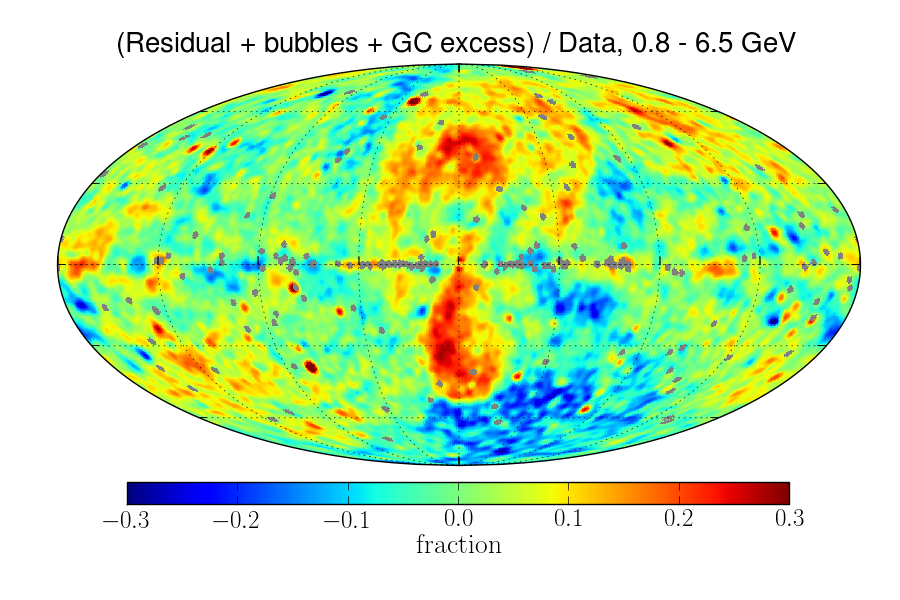 (Residual + bubbles + GC excess) / Data, 0.8 - 6.5 GeV
−0.3 −0.2 −0.1 0.0 0.1 0.2 0.3
fraction